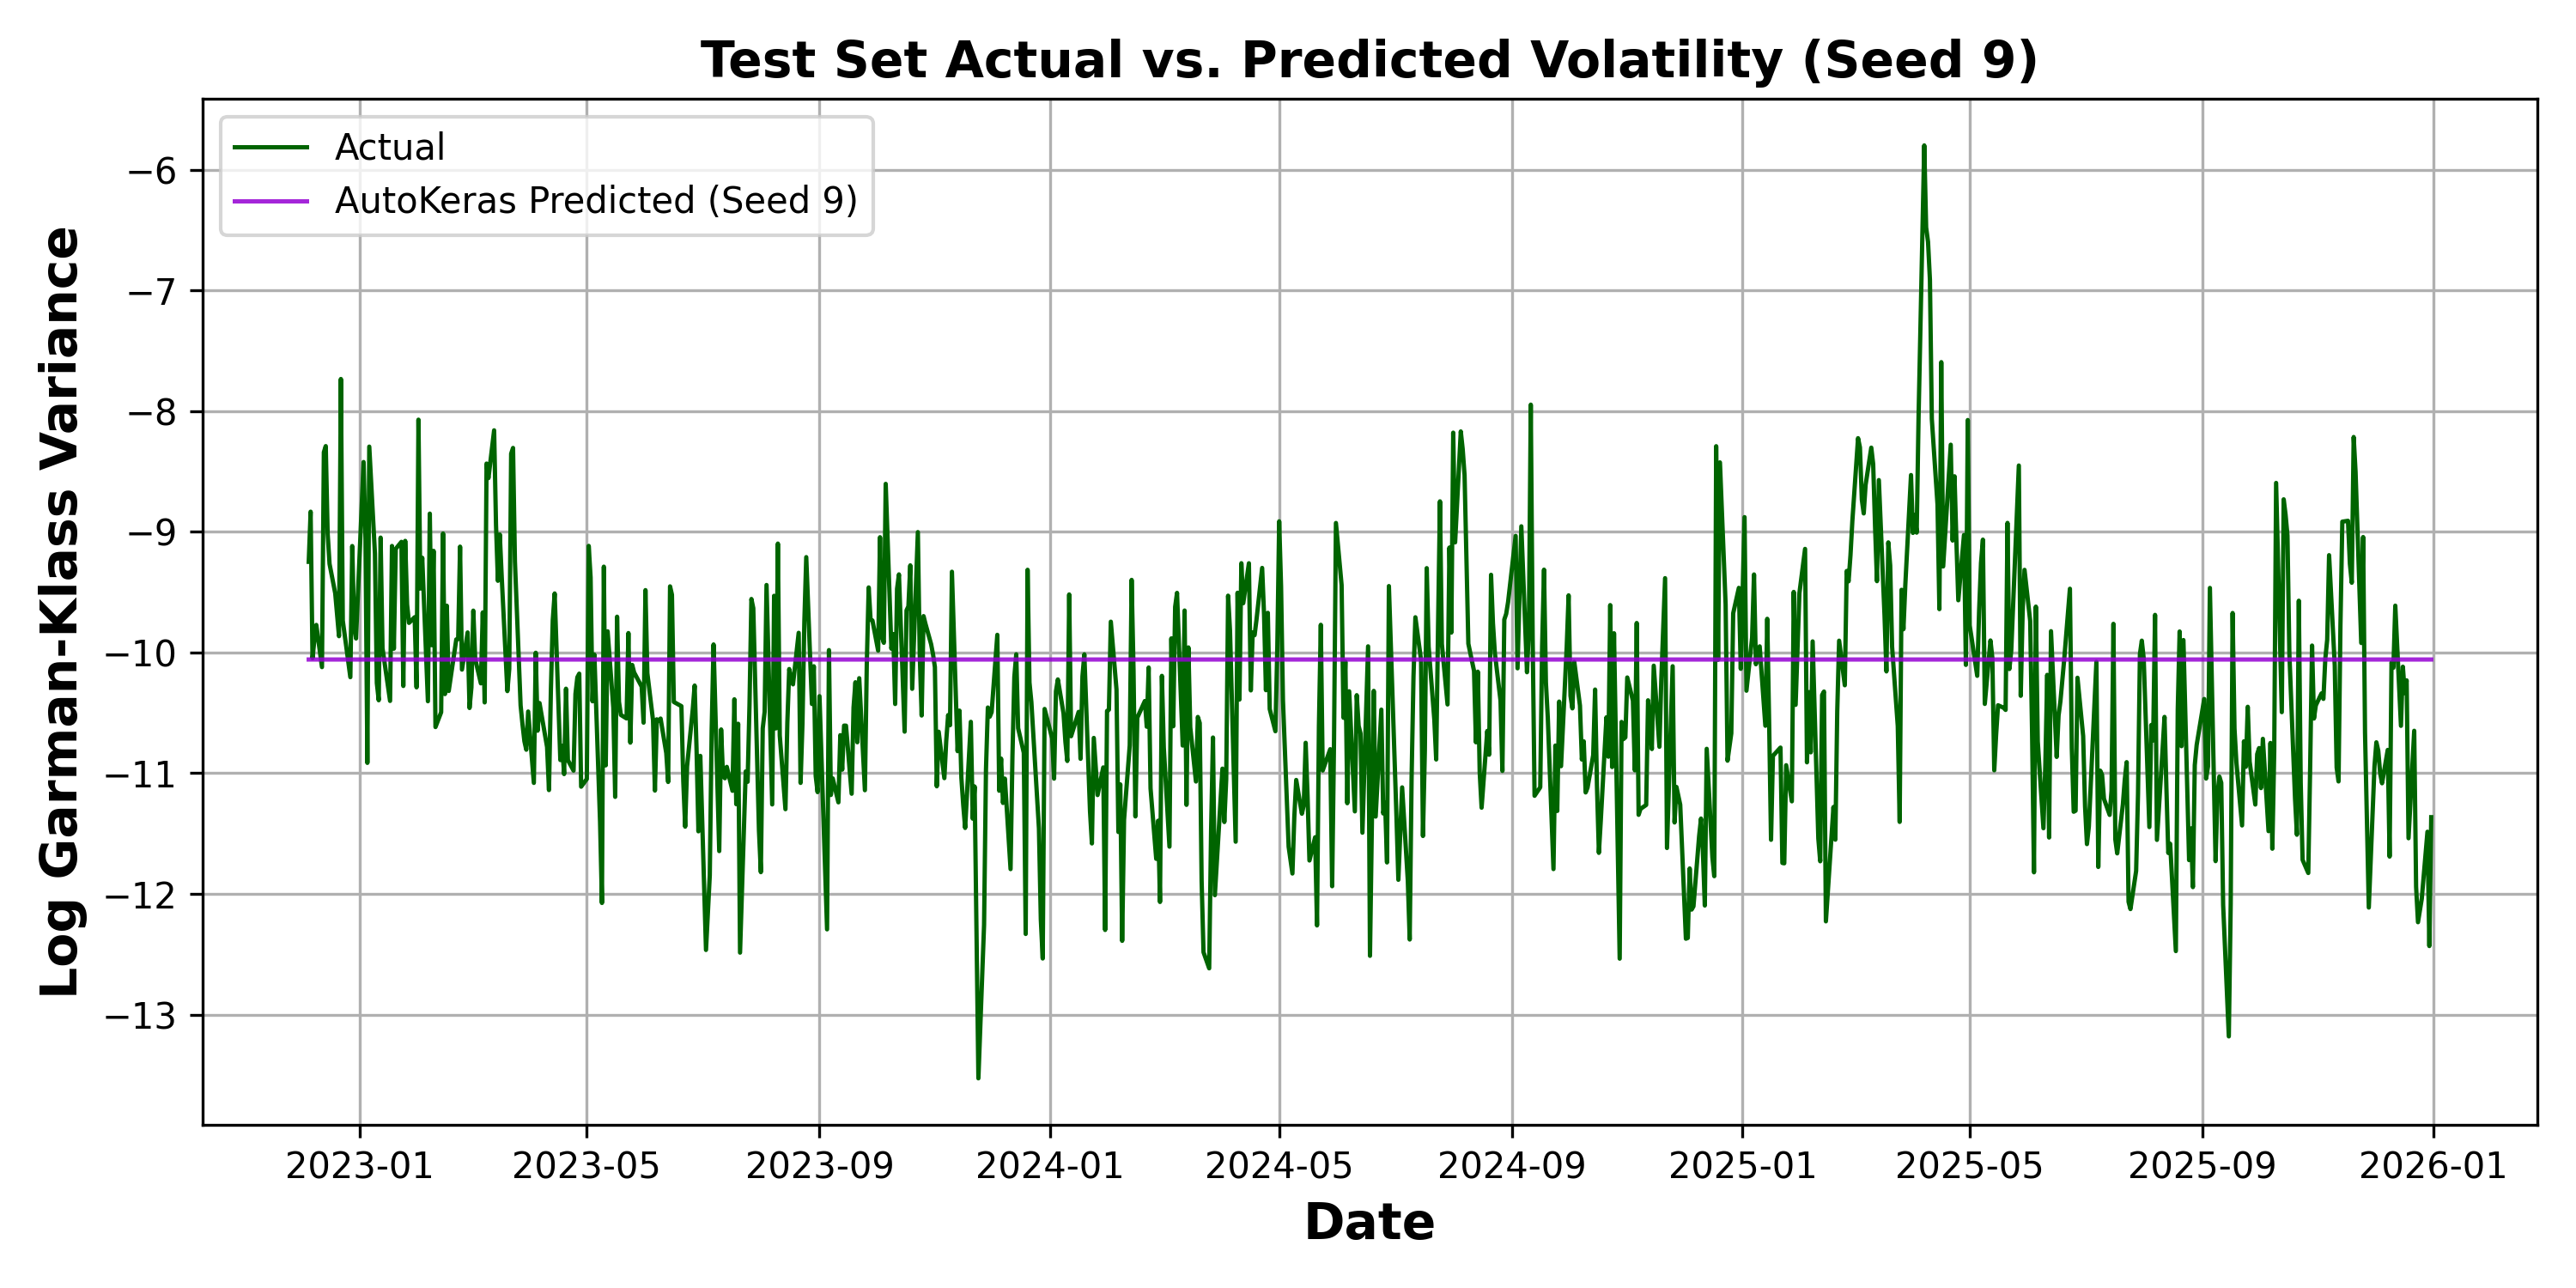 Test Set Actual vs. Predicted Volatility (Seed 9)
Actual
AutoKeras Predicted (Seed 9)
Log Garman-Klass Variance
−6
−7
−8
−9
−10
−11
−12
−13
2023-01 2023-05 2023-09 2024-01 2024-05 2024-09 2025-01 2025-05 2025-09 2026-01
Date